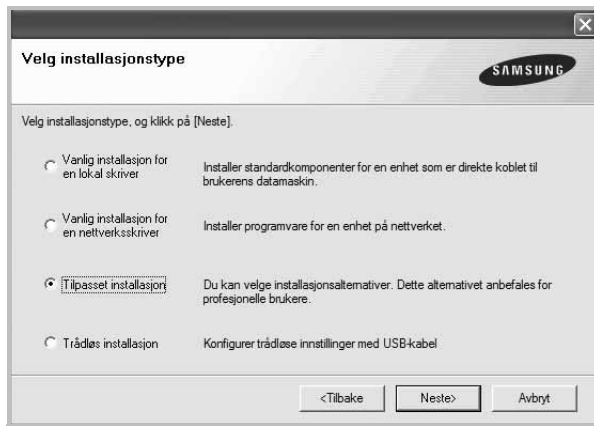 Velg installasjonstype
SAMSUNG
Velg installasjonstype, og klikk på [Neste].
Vanlig installasjon for
en lokal skriver
Installer standardkomponenter for en enhet som er direkte koblet til
brukerens datamaskin.
Vanlig installasjon for
en nettverksskriver
Installer programvare for en enhet på nettverket.
Tilpasset installasjon
Du kan velge installasjonsalternativer. Dette alternativet anbefales for
profesjonelle brukere.
Trådløs installasjon
Konfigurer trådløse innstillinger med USB-kabel
<Tilbake
Neste>
Avbryt